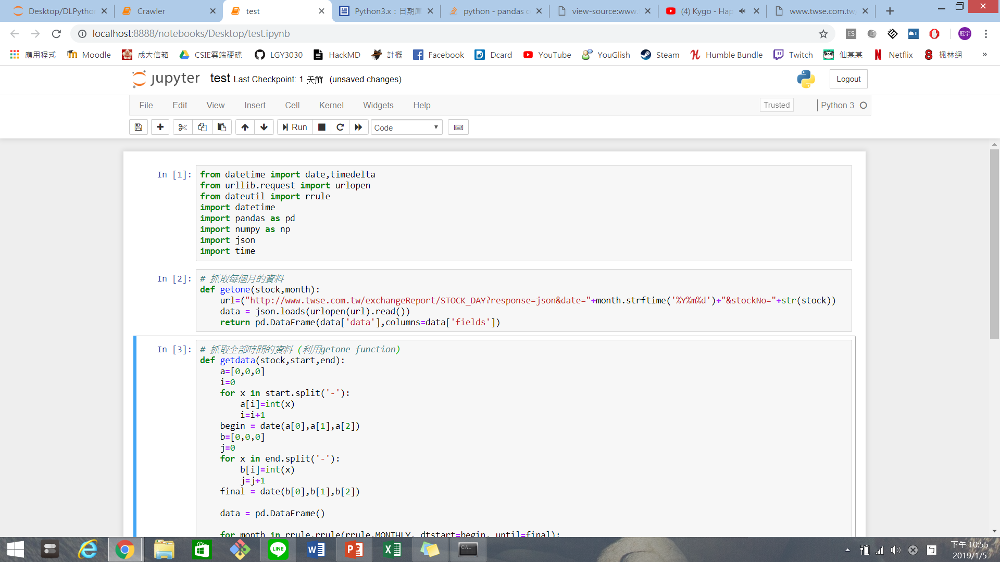 Desktop/DLPytho
Crawler
test
Python3.x：日期
python - pandas
view-source:www.
(4) Kygo - Hap
www.twse.com.tw/
localhost:8888/notebooks/Desktop/test.ipynb
ES
IL
冠宇
應用程式
Moodle
成大信箱
CSIE雲端硬碟
LGY3030
HackMD
計概
Facebook
Dcard
YouTube
YouGlish
Steam
Humble Bundle
Twitch
仙某某
Netflix
楓林網
»
jupyter test Last Checkpoint: 1 天前 (unsaved changes)
Logout
File Edit View Insert Cell Kernel Widgets Help
Trusted
Python 3
Run
Code
In [1]:
from datetime import date,timedelta
from urllib.request import urlopen
from dateutil import rrule
import datetime
import pandas as pd
import numpy as np
import json
import time
In [2]:
# 抓取每個月的資料
def getone(stock,month):
    url=("http://www.twse.com.tw/exchangeReport/STOCK_DAY?response=json&date="+month.strftime('%Y%m%d')+"&stockNo="+str(stock))
    data = json.loads(urlopen(url).read())
    return pd.DataFrame(data['data'],columns=data['fields'])
In [3]:
# 抓取全部時間的資料 (利用getone function)
def getdata(stock,start,end):
    a=[0,0,0]
    i=0
    for x in start.split('-'):
        a[i]=int(x)
        i=i+1
    begin = date(a[0],a[1],a[2])
    b=[0,0,0]
    j=0
    for x in end.split('-'):
        b[i]=int(x)
        j=j+1
    final = date(b[0],b[1],b[2])
    data = pd.DataFrame()
    for month in rrule.rrule(rrule.MONTHLY, dtstart=begin, until=final):
LINE
下午 10:55
2019/1/5